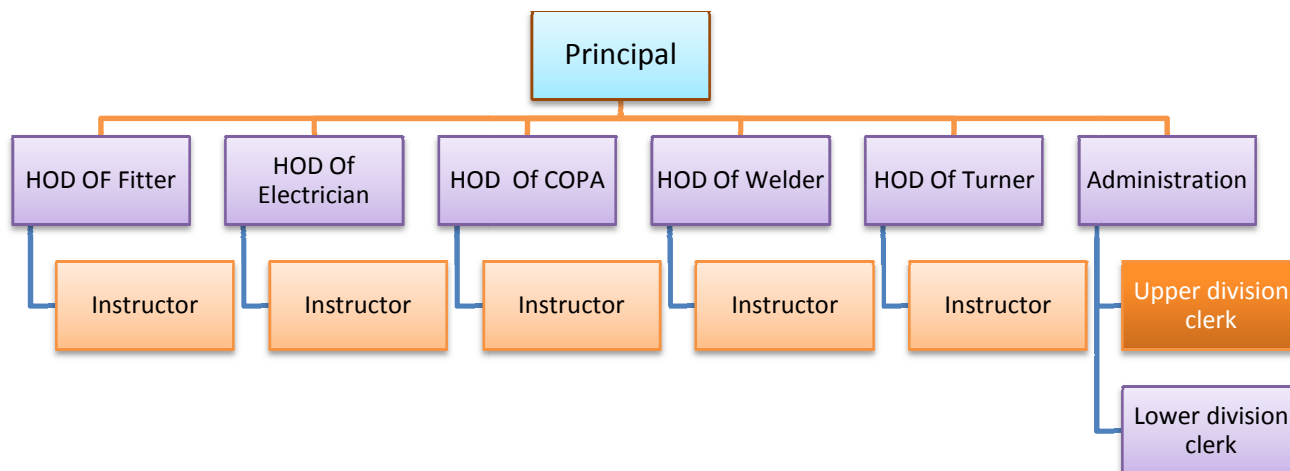 Principal
HOD OF Fitter
HOD Of
Electrician
HOD Of COPA
HOD Of Welder
HOD Of Turner
Administration
Instructor
Instructor
Instructor
Instructor
Instructor
Upper division
clerk
Lower division
clerk